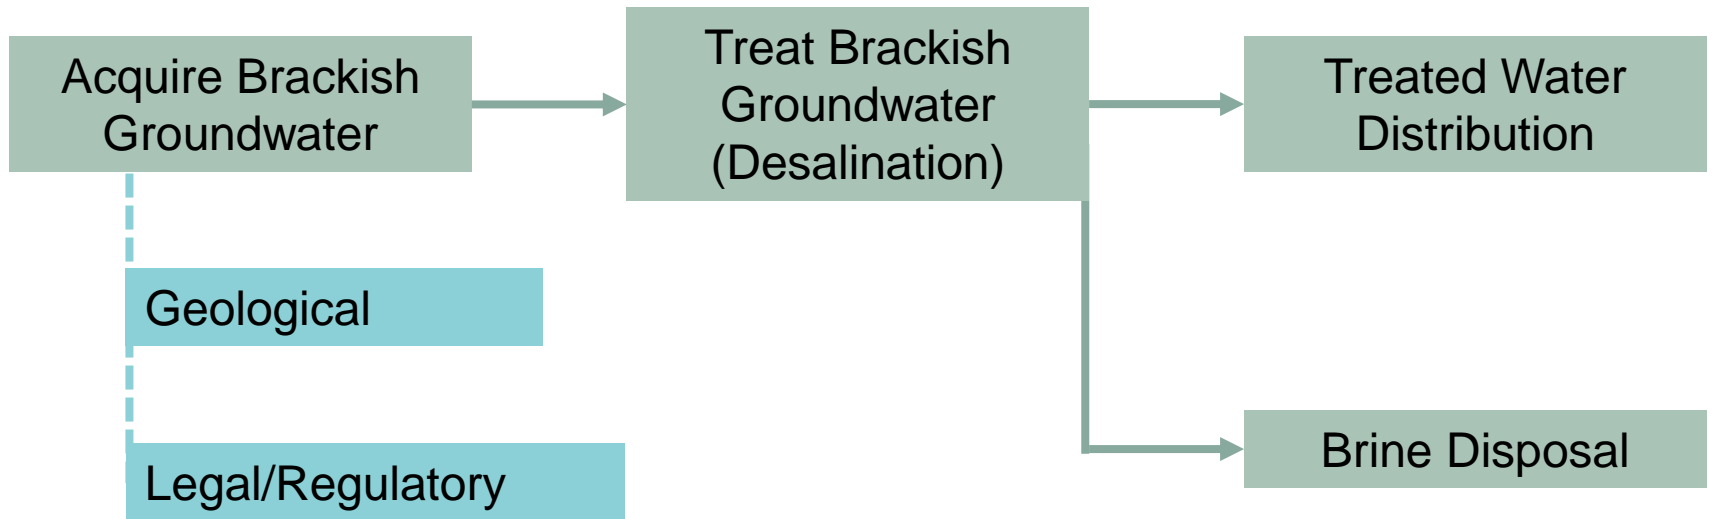 Acquire Brackish
Groundwater
Treat Brackish
Groundwater
(Desalination)
Treated Water
Distribution
Geological
Legal/Regulatory
Brine Disposal